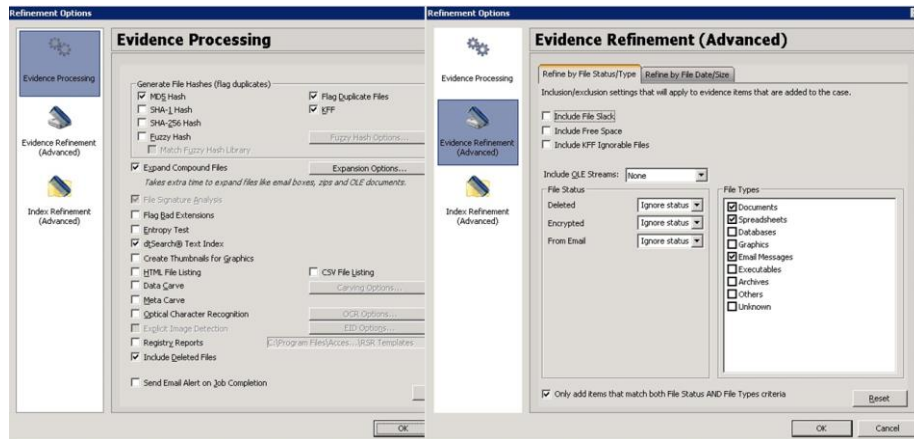 Refinement Options
Evidence Processing
Evidence Refinement
(Advanced)
Index Refinement
(Advanced)
Evidence Processing
Generate File Hashes (flag duplicates)
MD5 Hash
Flag Duplicate Files
SHA-1 Hash
KFF
SHA-256 Hash
Fuzzy Hash
Fuzzy Hash Options...
Match Fuzzy Hash Library
Expand Compound Files
Expansion Options...
Takes extra time to expand files like email boxes, zips and OLE documents.
File Signature Analysis
Flag Bad Extensions
Entropy Test
dtSearch® Text Index
Create Thumbnails for Graphics
HTML File Listing
CSV File Listing
Data Carve
Carving Options...
Meta Carve
Optical Character Recognition
OCR Options...
Explicit Image Detection
EID Options...
Registry Reports
C:\Program Files\Acces...\RSR Templates
Include Deleted Files
Send Email Alert on Job Completion
OK
Refinement Options
Evidence Processing
Evidence Refinement
(Advanced)
Index Refinement
(Advanced)
Evidence Refinement (Advanced)
Refine by File Status/Type
Refine by File Date/Size
Inclusion/exclusion settings that will apply to evidence items that are added to the case.
Include File Slack
Include Free Space
Include KFF Ignorable Files
Include OLE Streams: None
File Status
Deleted Ignore status
Encrypted Ignore status
From Email Ignore status
File Types
Documents
Spreadsheets
Databases
Graphics
Email Messages
Executables
Archives
Others
Unknown
Only add items that match both File Status AND File Types criteria
Reset
OK
Cancel